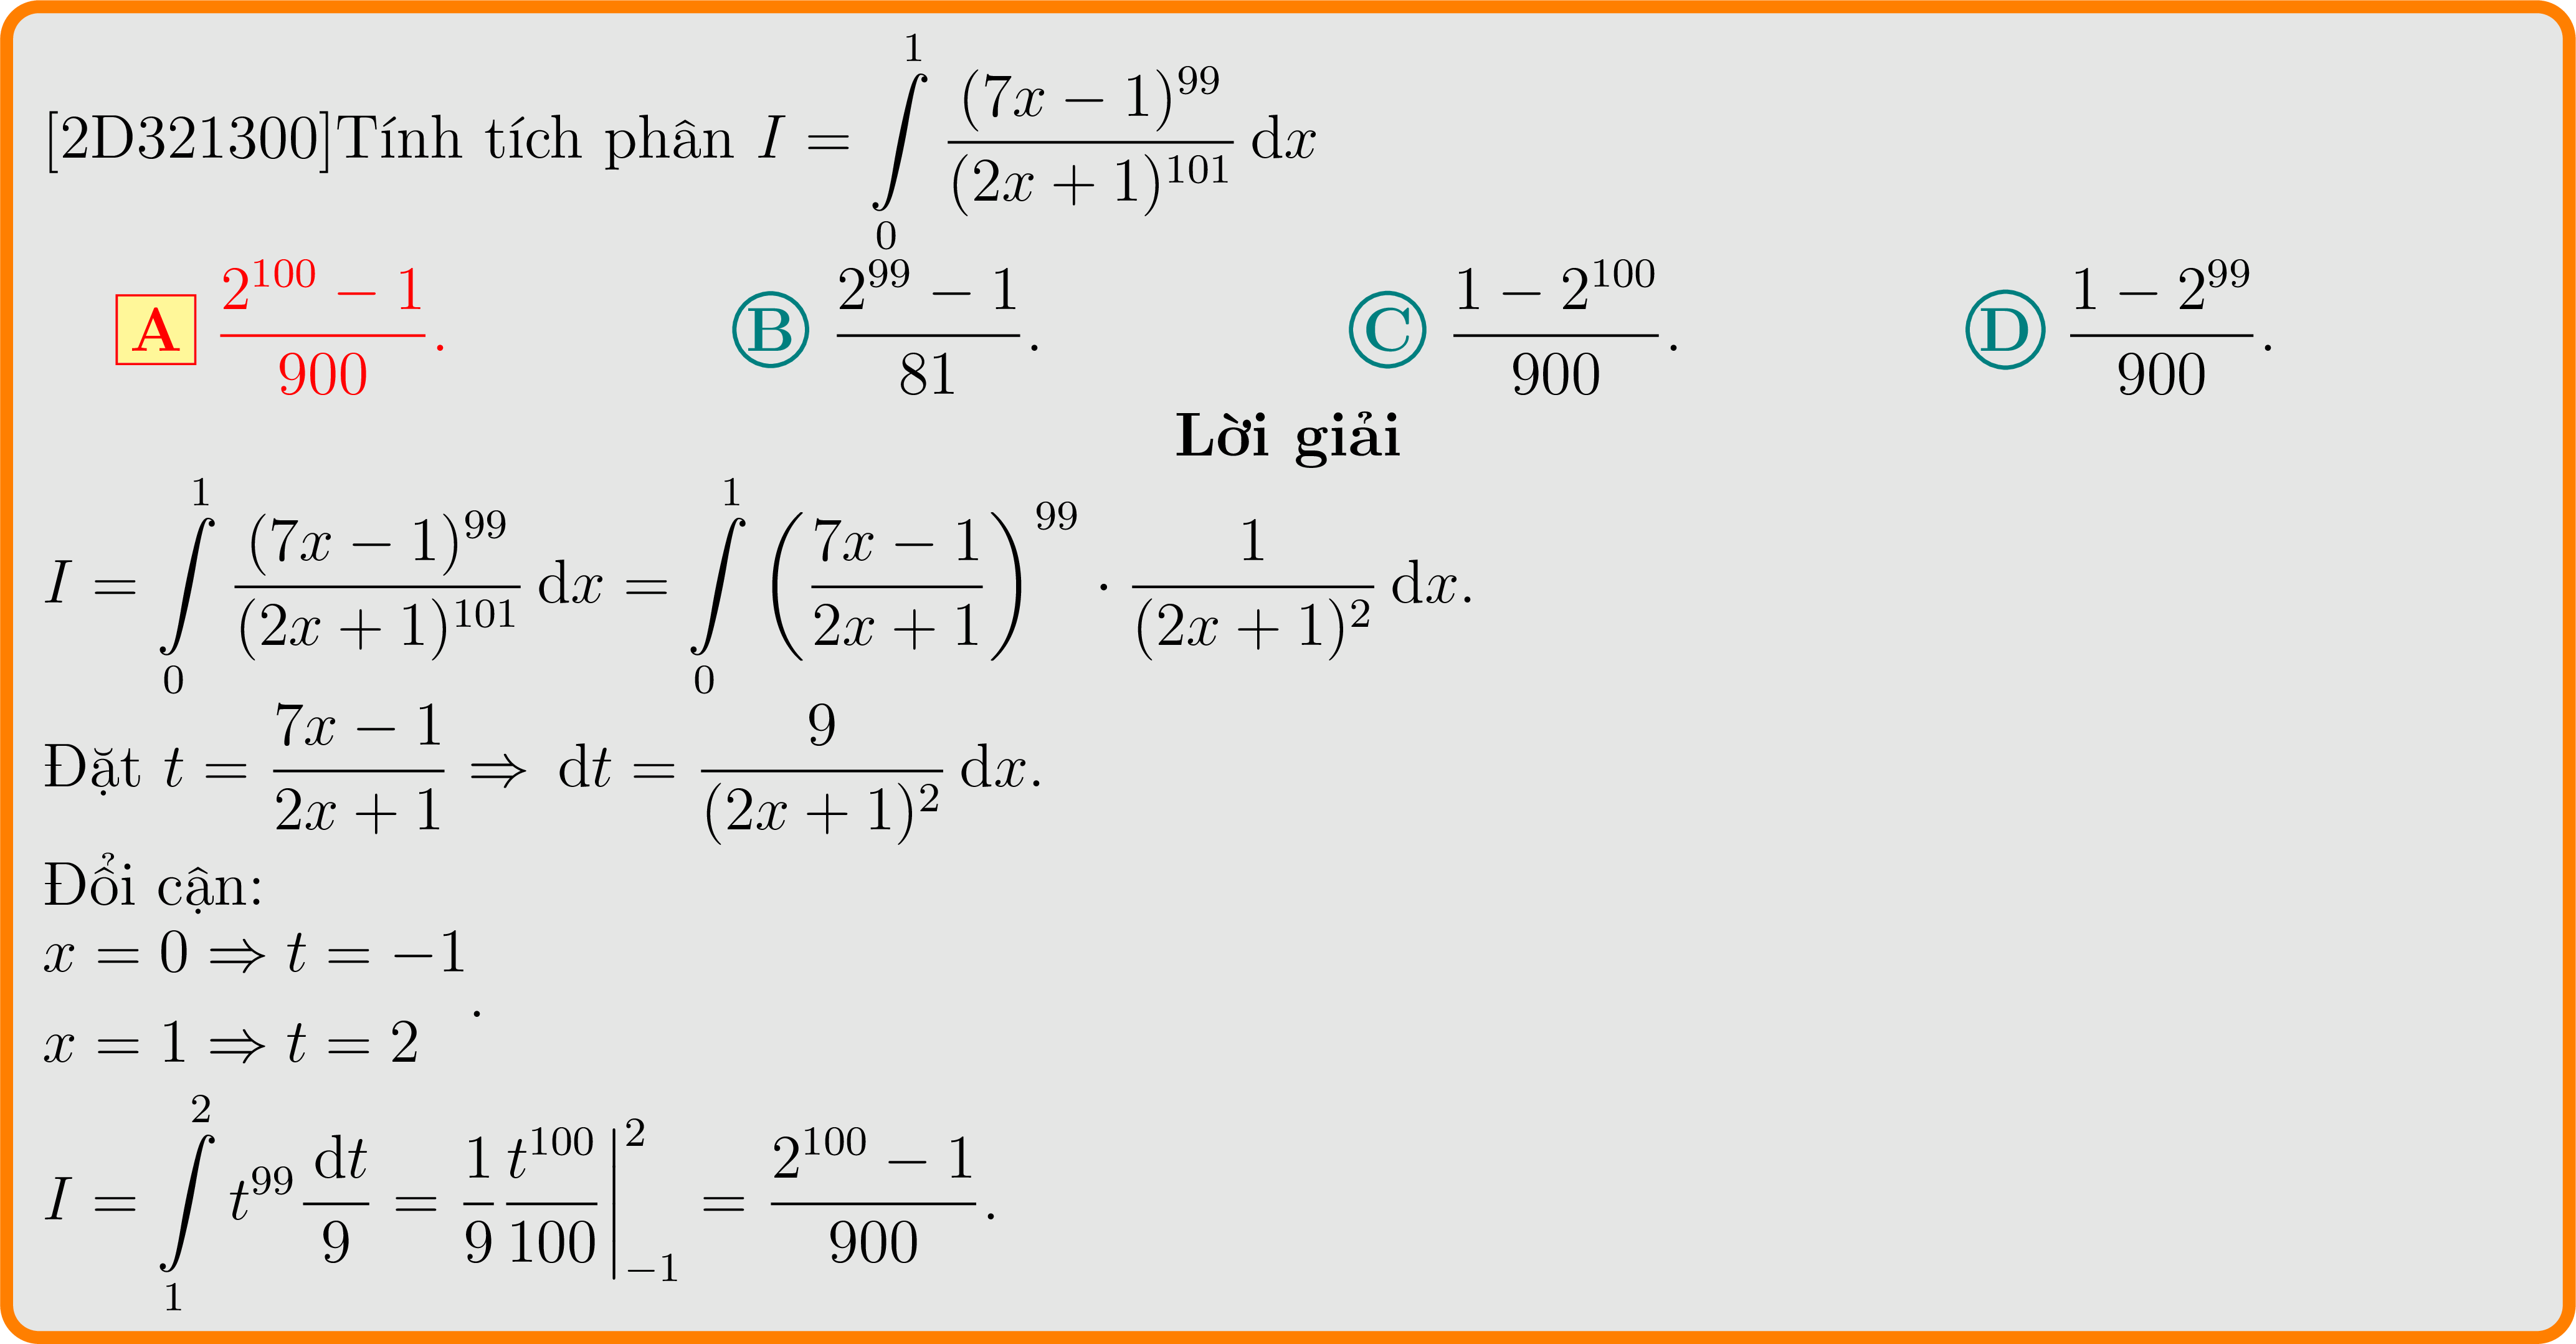 [2D321300]Tính tích phân $I = \int\limits_0^1 \frac{(7x-1)^{99}}{(2x+1)^{101}} \, \mathrm{d}x$
A $\frac{2^{100}-1}{900}$. B $\frac{2^{99}-1}{81}$. C $\frac{1-2^{100}}{900}$. D $\frac{1-2^{99}}{900}$.
Lời giải
$I = \int\limits_0^1 \frac{(7x-1)^{99}}{(2x+1)^{101}} \, \mathrm{d}x = \int\limits_0^1 \left(\frac{7x-1}{2x+1}\right)^{99} \cdot \frac{1}{(2x+1)^2} \, \mathrm{d}x.$
Đặt $t = \frac{7x-1}{2x+1} \Rightarrow \mathrm{d}t = \frac{9}{(2x+1)^2} \, \mathrm{d}x.$
Đổi cận:
$x = 0 \Rightarrow t = -1$
$x = 1 \Rightarrow t = 2$ .
$I = \int\limits_1^2 t^{99} \frac{\mathrm{d}t}{9} = \frac{1}{9} \frac{t^{100}}{100} \Big|_{-1}^{2} = \frac{2^{100}-1}{900}.$